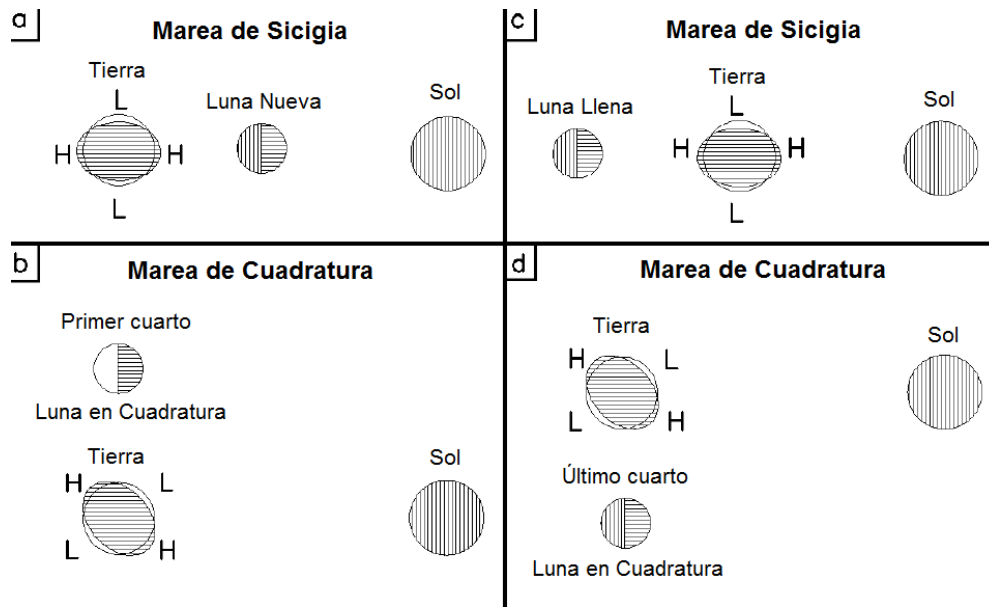 a
Marea de Sicigia
Tierra
L
Luna Nueva
Sol
H
H
L
c
Marea de Sicigia
Tierra
Luna Llena
L
Sol
H
H
L
b
Marea de Cuadratura
Primer cuarto
Luna en Cuadratura
Tierra
Sol
H
L
L
H
d
Marea de Cuadratura
Tierra
Sol
H
L
L
H
Último cuarto
Luna en Cuadratura